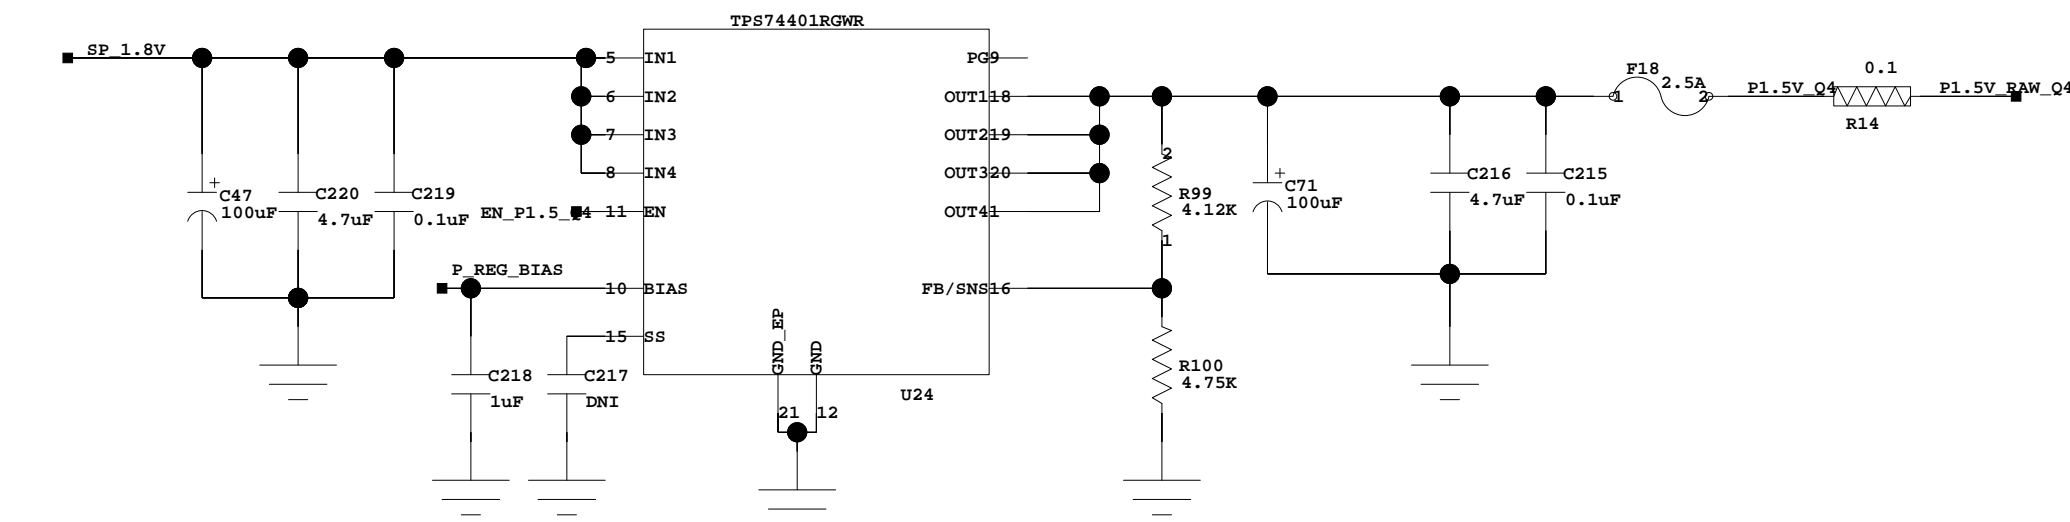 TPS74401RGWR
SP_1.8V
5 IN1
PG 9
F18
2.5A
0.1
6 IN2
OUT1 18
1
2
P1.5V_Q4
P1.5V_RAW_Q4
R14
7 IN3
OUT2 19
2
8 IN4
OUT3 20
C216
4.7uF
C215
0.1uF
+
C47
100uF
C220
4.7uF
C219
0.1uF
+
C71
100uF
R99
4.12K
EN_P1.5_Q4
11 EN
OUT4 1
1
P_REG_BIAS
10 BIAS
FB/SNS 16
15 SS
GND_EP
GND
R100
4.75K
C218
1uF
C217
DNI
U24
21
12